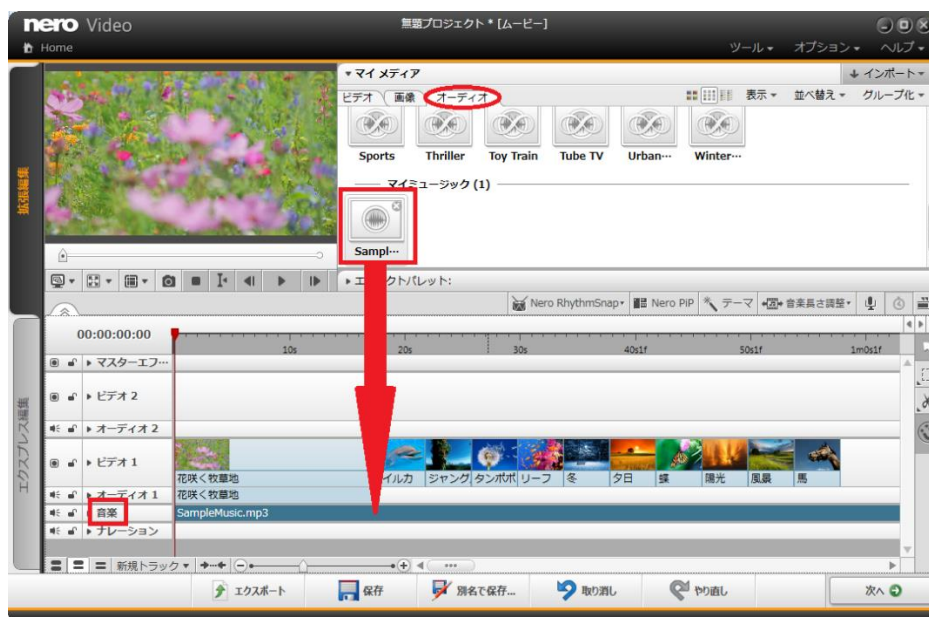 nero Video
無題プロジェクト * [ムービー]
Home
ツール オプション ヘルプ
マイ メディア
インポート
ビデオ 画像 オーディオ
表示 並べ替え グループ化
Sports Thriller Toy Train Tube TV Urban… Winter…
マイミュージック (1)
Sampl…
拡張編集
クトパレット:
Nero RhythmSnap Nero PiP テーマ 音楽長さ調整
00:00:00:00
10s 20s 30s 40s1f 50s1f 1m0s1f
マスターエフ…
ビデオ 2
オーディオ 2
ビデオ 1
花咲く牧草地 イルカ ジャング タンポポ リーフ 冬 夕日 蝶 陽光 風景 馬
オーディオ 1
花咲く牧草地
音楽
SampleMusic.mp3
ナレーション
エクスプレス編集
新規トラック
エクスポート 保存 別名で保存... 取り消し やり直し 次へ